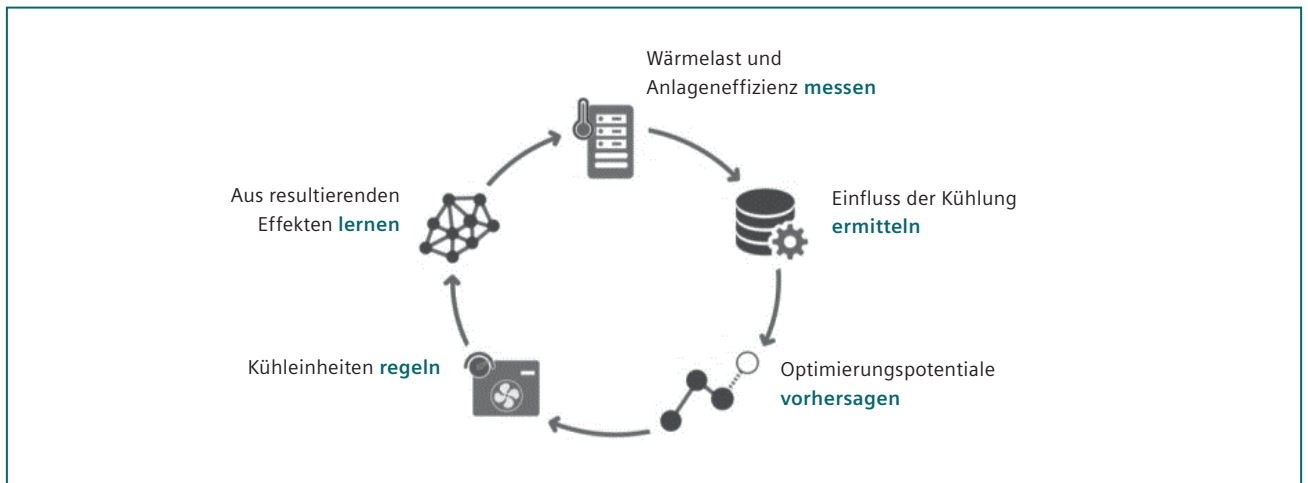 Wärmelast und
Anlageneffizienz messen
Einfluss der Kühlung
ermitteln
Optimierungspotentiale
vorhersagen
Kühleinheiten regeln
Aus resultierenden
Effekten lernen